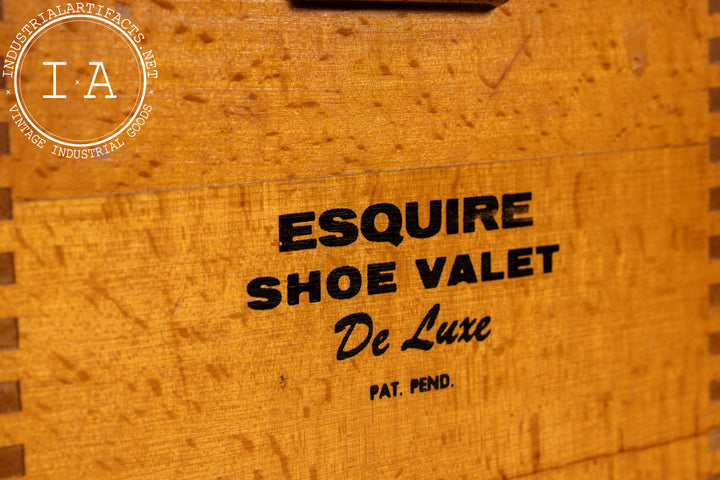 INDUSTRIALARTIFACTS.NET
I × A
VINTAGE INDUSTRIAL GOODS
ESQUIRE
SHOE VALET
De Luxe
PAT. PEND.